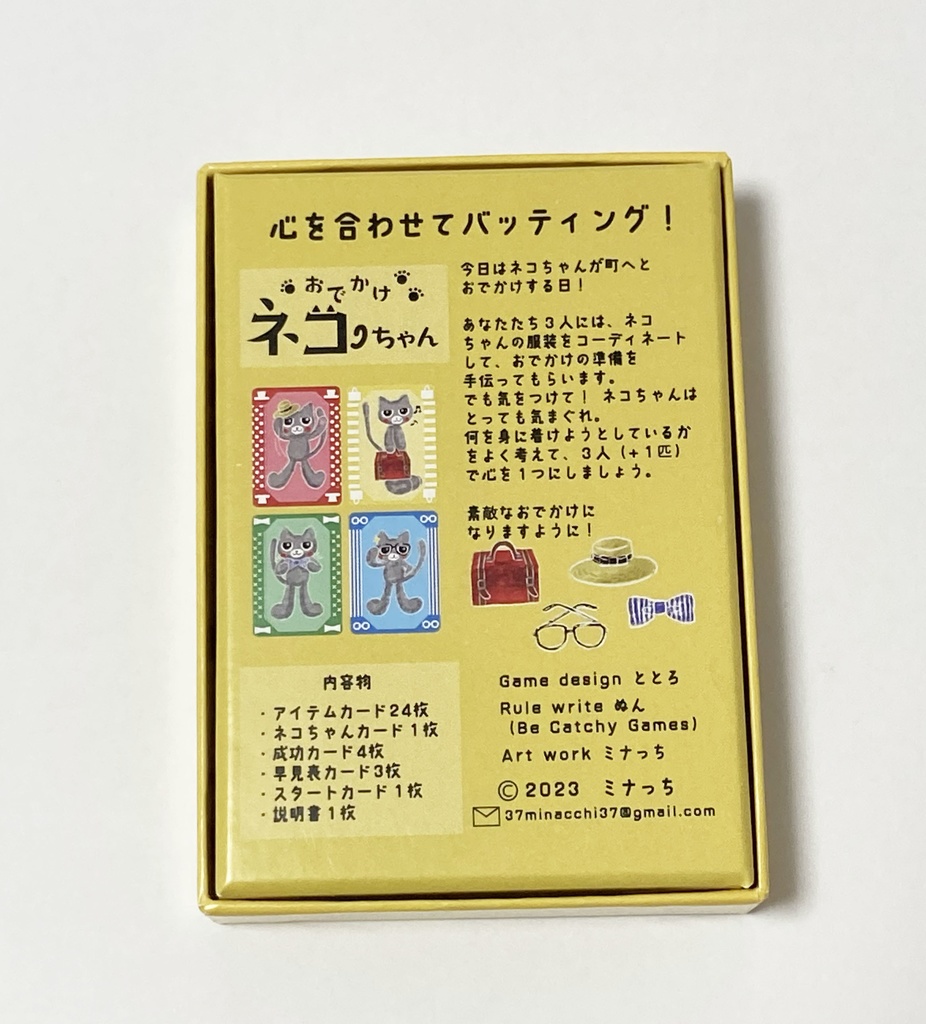 心を合わせてバッティング！
おでかけ
ネコちゃん
今日はネコちゃんが町へと
おでかけする日！
あなたたち３人には、ネコ
ちゃんの服装をコーディネート
して、おでかけの準備を
手伝ってもらいます。
でも気をつけて！ ネコちゃんは
とっても気まぐれ。
何を身に着けようとしているか
をよく考えて、３人（+１匹）
で心を１つにしましょう。
素敵なおでかけに
なりますように！
内容物
・アイテムカード24枚
・ネコちゃんカード１枚
・成功カード4枚
・早見表カード3枚
・スタートカード１枚
・説明書１枚
Game design ととろ
Rule write ぬん
(Be Catchy Games)
Art work ミナっち
© 2023 ミナっち
37minacchi37@gmail.com